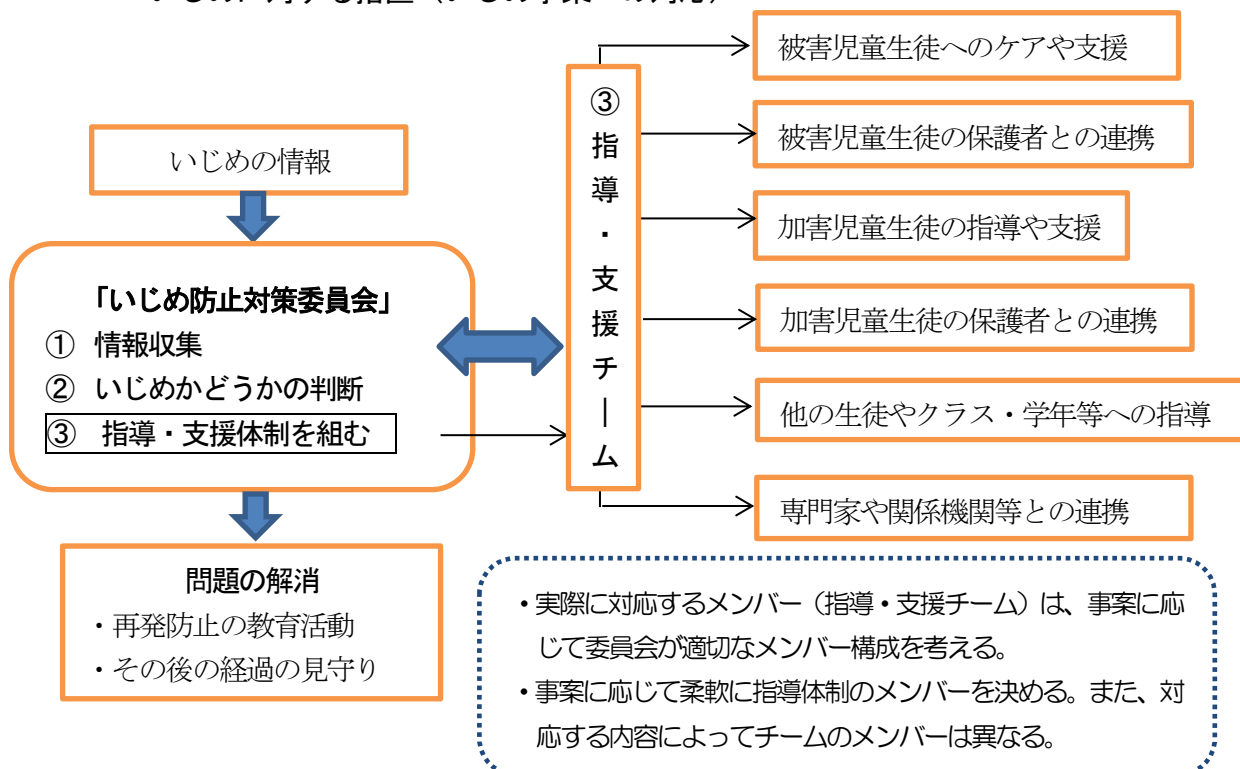 いじめの情報
「いじめ防止対策委員会」
① 情報収集
② いじめかどうかの判断
③ 指導・支援体制を組む
問題の解消
・再発防止の教育活動
・その後の経過の見守り
③指導・支援チーム
被害児童生徒へのケアや支援
被害児童生徒の保護者との連携
加害児童生徒の指導や支援
加害児童生徒の保護者との連携
他の生徒やクラス・学年等への指導
専門家や関係機関等との連携
・実際に対応するメンバー(指導・支援チーム)は、事案に応
じて委員会が適切なメンバー構成を考える。
・事案に応じて柔軟に指導体制のメンバーを決める。また、対
応する内容によってチームのメンバーは異なる。